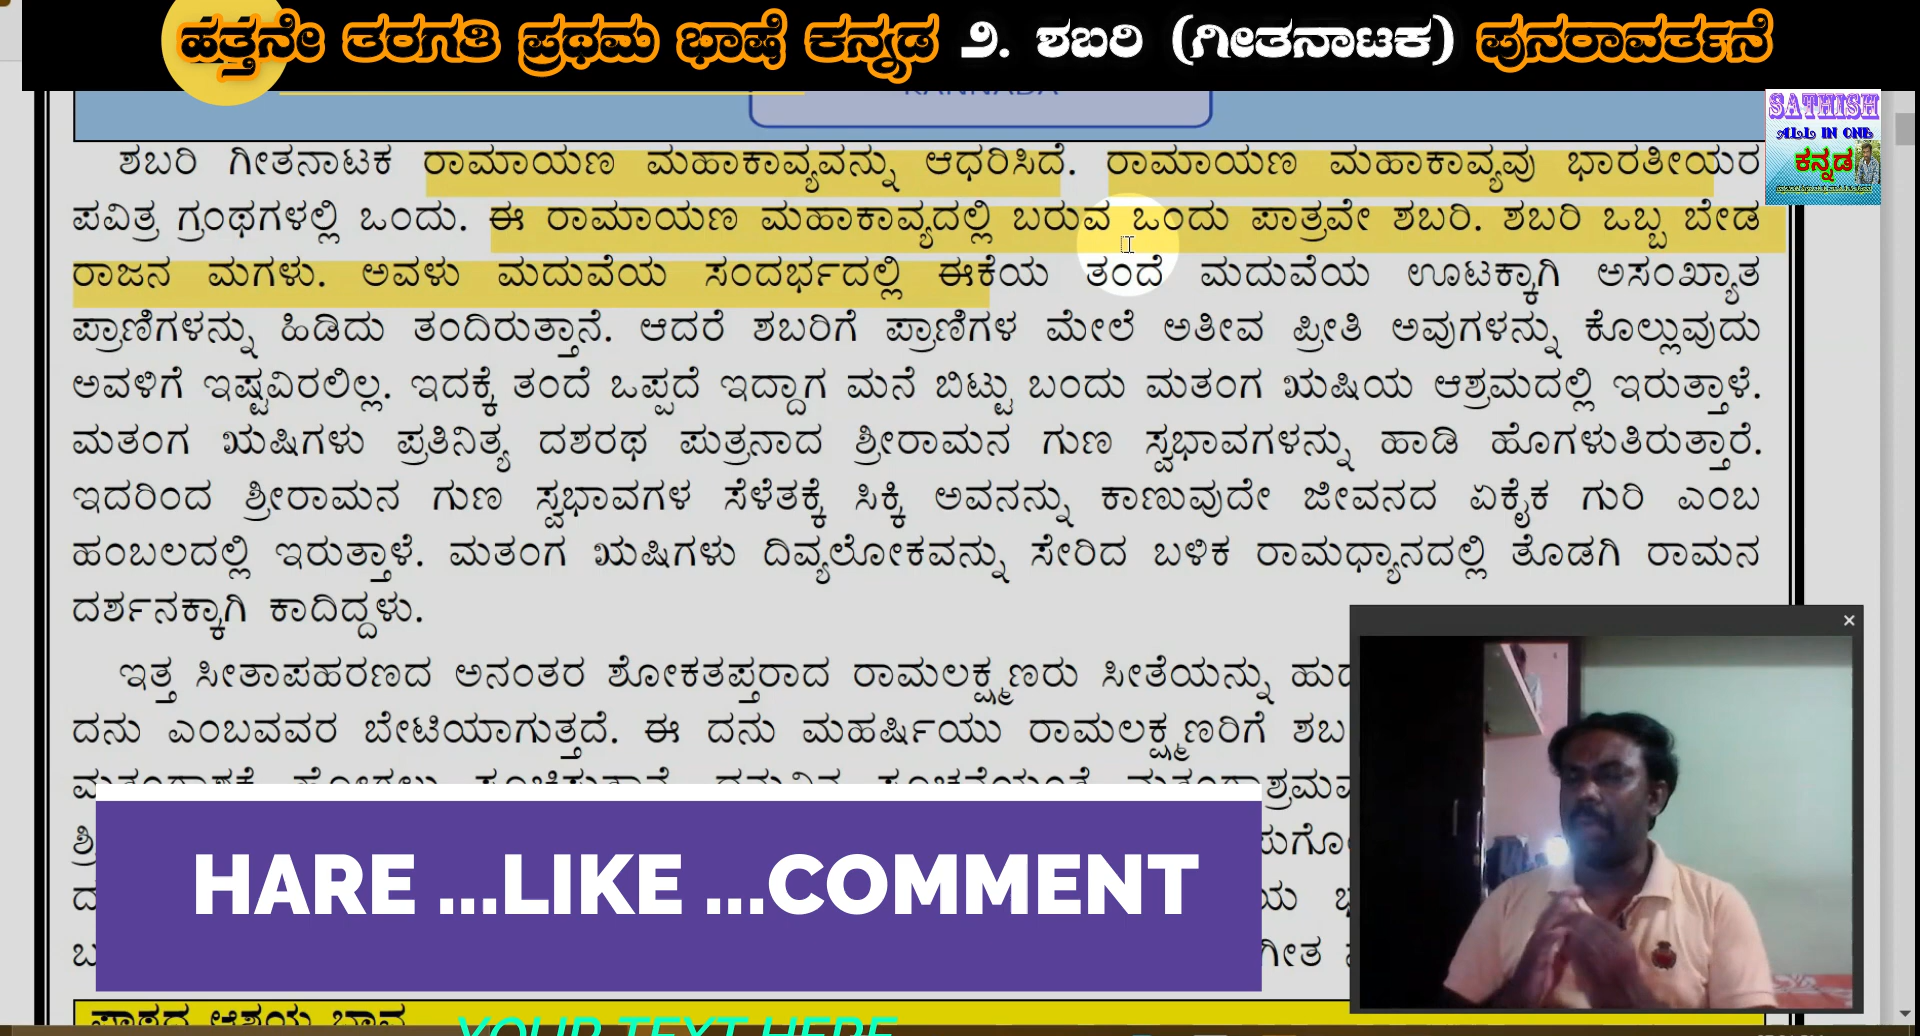 ಹತ್ತನೇ ತರಗತಿ ಪ್ರಥಮ ಭಾಷೆ ಕನ್ನಡ ೨. ಶಬರಿ (ಗೀತನಾಟಕ) ಪುನರಾವರ್ತನೆ
SATHISH
ALL IN ONE
ಕನ್ನಡ
ಶಬರಿ ಗೀತನಾಟಕ ರಾಮಾಯಣ ಮಹಾಕಾವ್ಯವನ್ನು ಆಧರಿಸಿದೆ. ರಾಮಾಯಣ ಮಹಾಕಾವ್ಯವು ಭಾರತೀಯರ
ಪವಿತ್ರ ಗ್ರಂಥಗಳಲ್ಲಿ ಒಂದು. ಈ ರಾಮಾಯಣ ಮಹಾಕಾವ್ಯದಲ್ಲಿ ಬರುವ ಒಂದು ಪಾತ್ರವೇ ಶಬರಿ. ಶಬರಿ ಒಬ್ಬ ಬೇಡ
ರಾಜನ ಮಗಳು. ಅವಳು ಮದುವೆಯ ಸಂದರ್ಭದಲ್ಲಿ ಈಕೆಯ ತಂದೆ ಮದುವೆಯ ಊಟಕ್ಕಾಗಿ ಅಸಂಖ್ಯಾತ
ಪ್ರಾಣಿಗಳನ್ನು ಹಿಡಿದು ತಂದಿರುತ್ತಾನೆ. ಆದರೆ ಶಬರಿಗೆ ಪ್ರಾಣಿಗಳ ಮೇಲೆ ಅತೀವ ಪ್ರೀತಿ ಅವುಗಳನ್ನು ಕೊಲ್ಲುವುದು
ಅವಳಿಗೆ ಇಷ್ಟವಿರಲಿಲ್ಲ. ಇದಕ್ಕೆ ತಂದೆ ಒಪ್ಪದೆ ಇದ್ದಾಗ ಮನೆ ಬಿಟ್ಟು ಬಂದು ಮತಂಗ ಋಷಿಯ ಆಶ್ರಮದಲ್ಲಿ ಇರುತ್ತಾಳೆ.
ಮತಂಗ ಋಷಿಗಳು ಪ್ರತಿನಿತ್ಯ ದಶರಥ ಪುತ್ರನಾದ ಶ್ರೀರಾಮನ ಗುಣ ಸ್ವಭಾವಗಳನ್ನು ಹಾಡಿ ಹೊಗಳುತಿರುತ್ತಾರೆ.
ಇದರಿಂದ ಶ್ರೀರಾಮನ ಗುಣ ಸ್ವಭಾವಗಳ ಸೆಳೆತಕ್ಕೆ ಸಿಕ್ಕಿ ಅವನನ್ನು ಕಾಣುವುದೇ ಜೀವನದ ಏಕೈಕ ಗುರಿ ಎಂಬ
ಹಂಬಲದಲ್ಲಿ ಇರುತ್ತಾಳೆ. ಮತಂಗ ಋಷಿಗಳು ದಿವ್ಯಲೋಕವನ್ನು ಸೇರಿದ ಬಳಿಕ ರಾಮಧ್ಯಾನದಲ್ಲಿ ತೊಡಗಿ ರಾಮನ
ದರ್ಶನಕ್ಕಾಗಿ ಕಾದಿದ್ದಳು.
ಇತ್ತ ಸೀತಾಪಹರಣದ ಅನಂತರ ಶೋಕತಪ್ತರಾದ ರಾಮಲಕ್ಷ್ಮಣರು ಸೀತೆಯನ್ನು
ದನು ಎಂಬವವರ ಬೇಟಿಯಾಗುತ್ತದೆ. ಈ ದನು ಮಹರ್ಷಿಯು ರಾಮಲಕ್ಷ್ಮಣರಿಗೆ
HARE ...LIKE ...COMMENT
ಪಾಠದ ಆಶಯ ಭಾವ
YOUR TEXT HERE